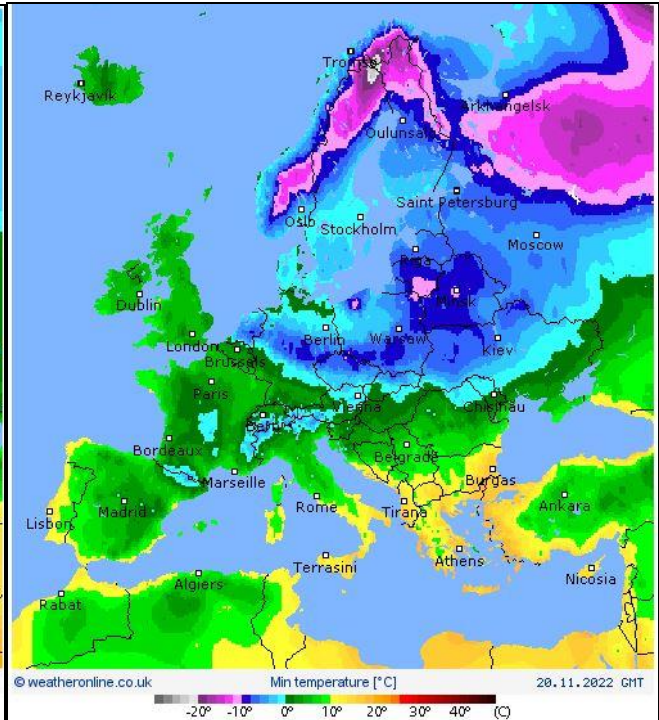 Tromsø
Reykjavik
Arkhangelsk
Oulunsalo
Saint Petersburg
Oslo
Stockholm
Moscow
Riga
Dublin
Minsk
London
Berlin
Warsaw
Brussels
Kiev
Paris
Vienna
Chisinau
Bern
Bordeaux
Belgrade
Marseille
Burgas
Madrid
Rome
Tirana
Ankara
Lisbon
Athens
Terrasini
Nicosia
Algiers
Rabat
© weatheronline.co.uk Min temperature [°C] 20.11.2022 GMT
-20° -10° 0° 10° 20° 30° 40° (C)